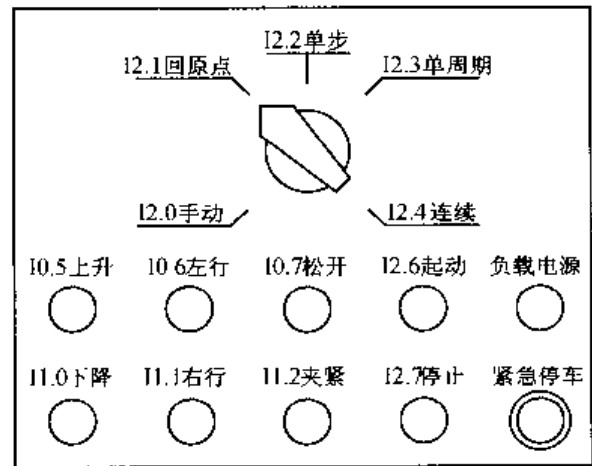 I2.2单步
I2.1回原点
I2.3单周期
I2.0手动
I2.4连续
I0.5上升 I0.6左行 I0.7松开 I2.6起动 负载电源
I1.0下降 I1.1右行 I1.2夹紧 I2.7停止 紧急停车